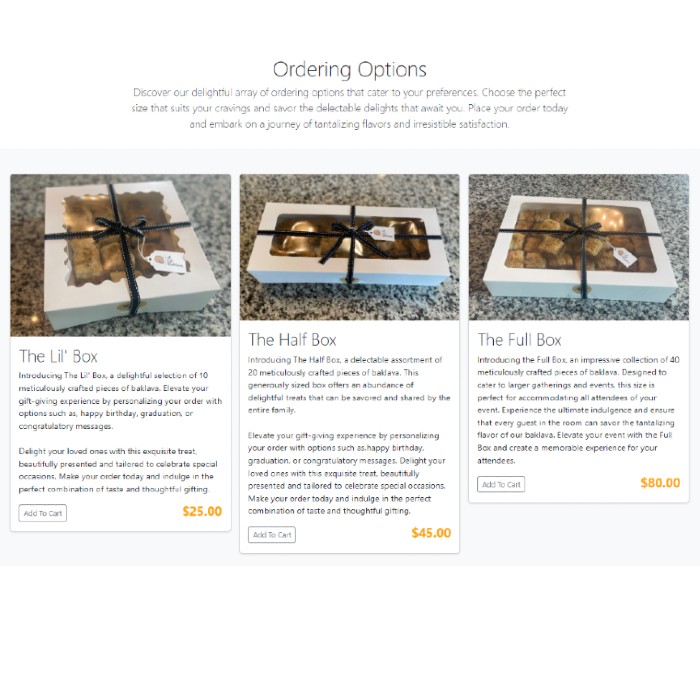 Ordering Options
Discover our delightful array of ordering options that cater to your preferences. Choose the perfect
size that suits your cravings and savor the delectable delights that await you. Place your order today
and embark on a journey of tantalizing flavors and irresistible satisfaction.
The Lil' Box
Introducing The Lil' Box, a delightful selection of 10
meticulously crafted pieces of baklava. Elevate your
gift-giving experience by personalizing your order with
options such as, happy birthday, graduation, or
congratulatory messages.
Delight your loved ones with this exquisite treat,
beautifully presented and tailored to celebrate special
occasions. Make your order today and indulge in the
perfect combination of taste and thoughtful gifting.
Add To Cart
$25.00
The Half Box
Introducing The Half Box, a delectable assortment of
20 meticulously crafted pieces of baklava. This
generously sized box offers an abundance of
delightful treats that can be savored and shared by the
entire family.
Elevate your gift-giving experience by personalizing
your order with options such as,happy birthday,
graduation, or congratulatory messages. Delight your
loved ones with this exquisite treat, beautifully
presented and tailored to celebrate special occasions.
Make your order today and indulge in the perfect
combination of taste and thoughtful gifting.
Add To Cart
$45.00
The Full Box
Introducing the Full Box, an impressive collection of 40
meticulously crafted pieces of baklava. Designed to
cater to larger gatherings and events, this size is
perfect for accommodating all attendees of your
event. Experience the ultimate indulgence and ensure
that every guest in the room can savor the tantalizing
flavor of our baklava. Elevate your event with the Full
Box and create a memorable experience for your
attendees.
Add To Cart
$80.00